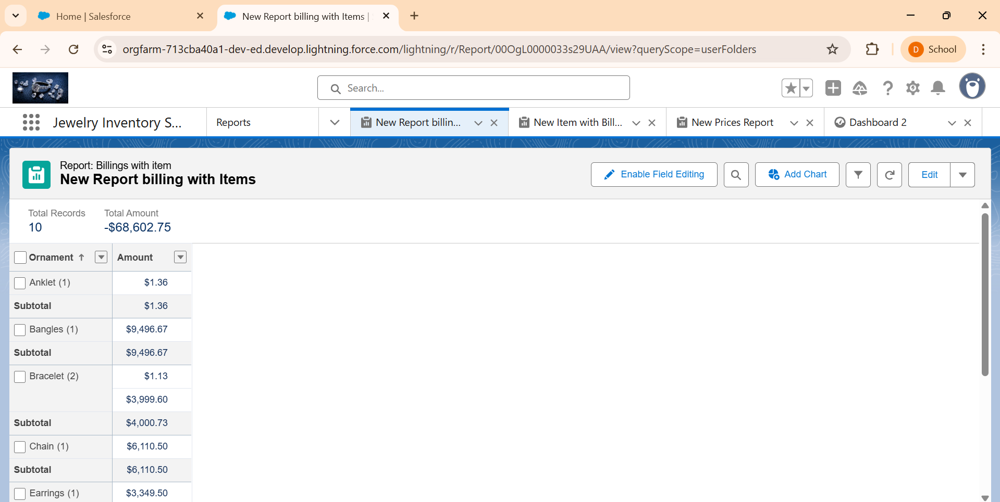 Home | Salesforce
New Report billing with Items |
orgfarm-713cba40a1-dev-ed.develop.lightning.force.com/lightning/r/Report/00OgL0000033s29UAA/view?queryScope=userFolders
D School
Search...
Jewelry Inventory S...
Reports
New Report billin...
New Item with Bill...
New Prices Report
Dashboard 2
Report: Billings with item
New Report billing with Items
Enable Field Editing
Add Chart
Edit
Total Records
10
Total Amount
-$68,602.75
Ornament ↑ Amount
Anklet (1) $1.36
Subtotal $1.36
Bangles (1) $9,496.67
Subtotal $9,496.67
Bracelet (2) $1.13
$3,999.60
Subtotal $4,000.73
Chain (1) $6,110.50
Subtotal $6,110.50
Earrings (1) $3,349.50